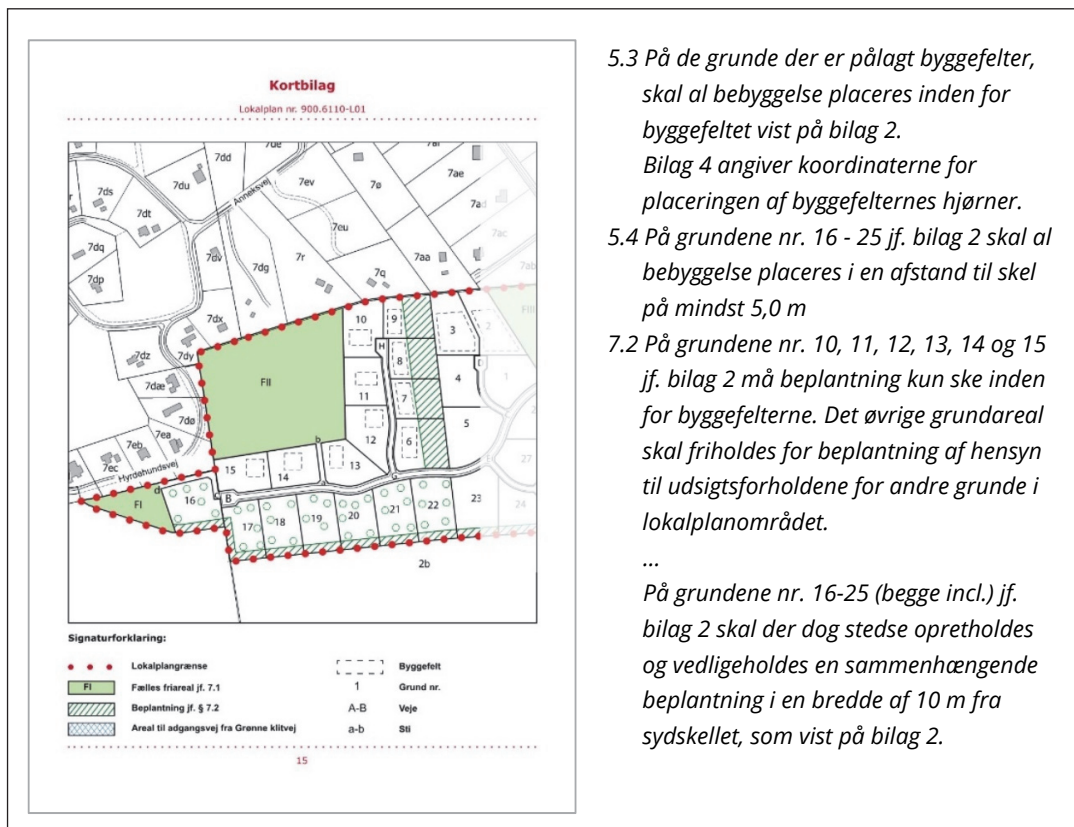 Kortbilag
Lokalplan nr. 900.6110-L01
7dd
7de
7du
7ds
7dt
Anneksvej
7ev
7ø
7ae
7ad
7ac
7eu
7dq
7dp
7dv
7dg
7r
7q
7aa
7ab
7dx
7dz
7dy
7dæ
7dø
7ea
7eb
7ec
Hyrdehundsvej
FII
FIII
FI
10
9
H
8
11
7
12
6
13
b
15
14
3
2
4
1
5
27
d
16
B
17
18
19
20
21
22
23
24
2b
Signaturforklaring:
Lokalplangrænse
FI Fælles friareal jf. 7.1
Beplantning jf. § 7.2
Areal til adgangsvej fra Grønne klitvej
Byggefelt
1 Grund nr.
A-B Veje
a-b Sti
15
5.3 På de grunde der er pålagt byggefelter,
skal al bebyggelse placeres inden for
byggefeltet vist på bilag 2.
Bilag 4 angiver koordinaterne for
placeringen af byggefelternes hjørner.
5.4 På grundene nr. 16 - 25 jf. bilag 2 skal al
bebyggelse placeres i en afstand til skel
på mindst 5,0 m
7.2 På grundene nr. 10, 11, 12, 13, 14 og 15
jf. bilag 2 må beplantning kun ske inden
for byggefelterne. Det øvrige grundareal
skal friholdes for beplantning af hensyn
til udsigtsforholdene for andre grunde i
lokalplanområdet.
...
På grundene nr. 16-25 (begge incl.) jf.
bilag 2 skal der dog stedse opretholdes
og vedligeholdes en sammenhængende
beplantning i en bredde af 10 m fra
sydskellet, som vist på bilag 2.